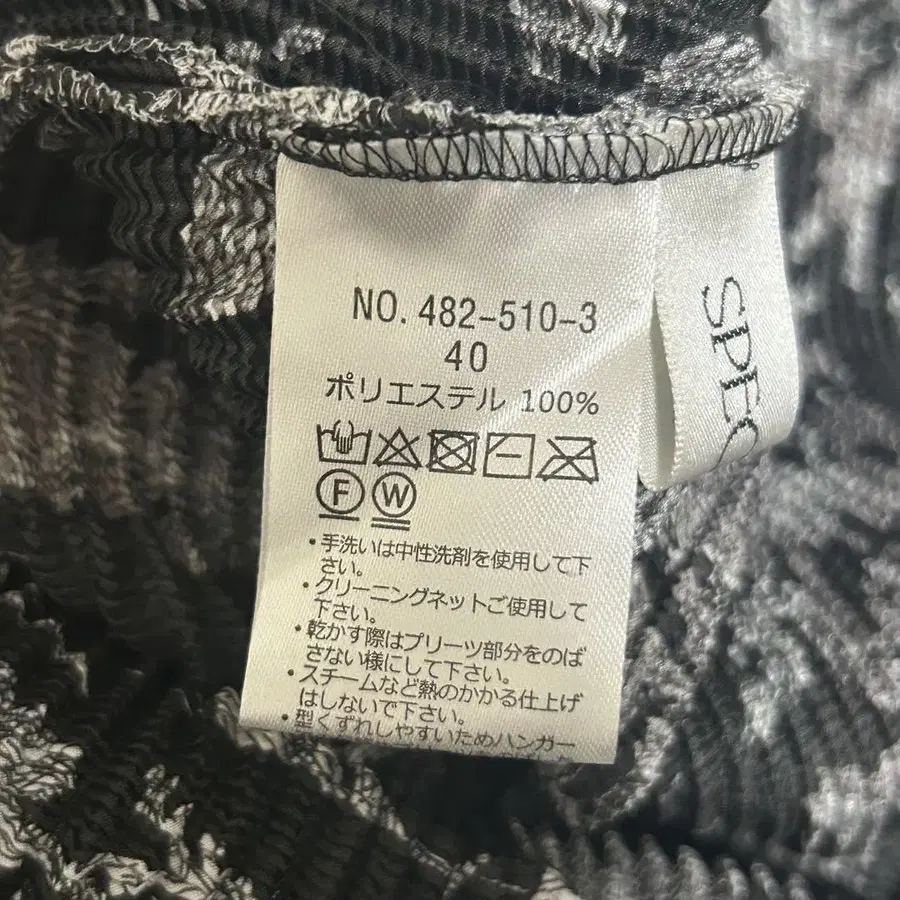 NO. 482-510-3
40
ポリエステル 100%
F W
・手洗いは中性洗剤を使用して下
さい。
・クリーニングネットご使用して
下さい。
・乾かす際はプリーツ部分をのば
さない様にして下さい。
・スチームなど熱のかかる仕上げ
はしないで下さい。
・型くずれしやすいためハンガー
SPEC